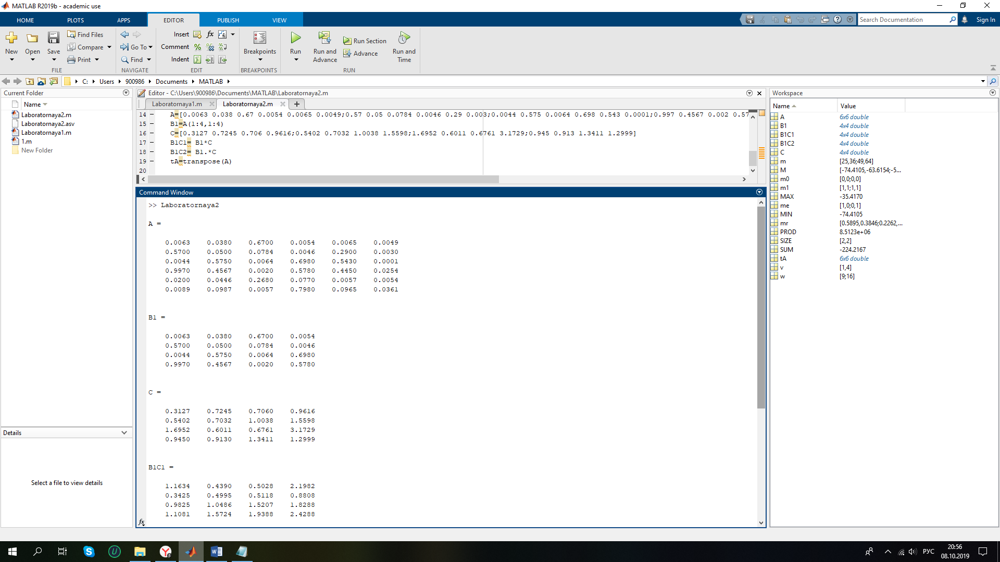 MATLAB R2019b - academic use
HOME PLOTS APPS EDITOR PUBLISH VIEW
Search Documentation
Sign In
New
Open
Save
Find Files
Compare
Print
FILE
Go To
Find
NAVIGATE
Insert fx
Comment
Indent
EDIT
Breakpoints
BREAKPOINTS
Run
Run and Advance
Run Section
Advance
Run and Time
RUN
C: Users 900986 Documents MATLAB
Current Folder
Name
Laboratornaya2.m
Laboratornaya2.asv
Laboratornaya1.m
1.m
New Folder
Details
Select a file to view details
Editor - C:\Users\900986\Documents\MATLAB\Laboratornaya2.m
Laboratornaya1.m Laboratornaya2.m
14 – A=[0.0063 0.038 0.67 0.0054 0.0065 0.0049;0.57 0.05 0.0784 0.0046 0.29 0.003;0.0044 0.575 0.0064 0.698 0.543 0.0001;0.997 0.4567 0.002 0.57
15 – B1=A(1:4,1:4)
16 – C=[0.3127 0.7245 0.706 0.9616;0.5402 0.7032 1.0038 1.5598;1.6952 0.6011 0.6761 3.1729;0.945 0.913 1.3411 1.2999]
17 – B1C1= B1*C
18 – B1C2= B1.*C
19 – tA=transpose(A)
20
Command Window
>> Laboratornaya2
A =
0.0063 0.0380 0.6700 0.0054 0.0065 0.0049
0.5700 0.0500 0.0784 0.0046 0.2900 0.0030
0.0044 0.5750 0.0064 0.6980 0.5430 0.0001
0.9970 0.4567 0.0020 0.5780 0.4450 0.0254
0.0200 0.0446 0.2680 0.0770 0.0057 0.0054
0.0089 0.0987 0.0057 0.7980 0.0965 0.0361
B1 =
0.0063 0.0380 0.6700 0.0054
0.5700 0.0500 0.0784 0.0046
0.0044 0.5750 0.0064 0.6980
0.9970 0.4567 0.0020 0.5780
C =
0.3127 0.7245 0.7060 0.9616
0.5402 0.7032 1.0038 1.5598
1.6952 0.6011 0.6761 3.1729
0.9450 0.9130 1.3411 1.2999
B1C1 =
1.1634 0.4390 0.5028 2.1982
0.3425 0.4995 0.5118 0.8808
0.9825 1.0486 1.5207 1.8288
1.1081 1.5724 1.9388 2.4288
fx
Workspace
Name Value
A 6x6 double
B1 4x4 double
B1C1 4x4 double
B1C2 4x4 double
C 4x4 double
m [25,36;49,64]
M [-74.4105,-63.6154;-5...
m0 [0,0;0,0]
m1 [1,1;1,1]
MAX -35.4170
me [1,0;0,1]
MIN -74.4105
mr [0.5895,0.3846;0.2262,...
PROD 8.5123e+06
SIZE [2,2]
SUM -224.2167
tA 6x6 double
v [1,4]
w [9;16]
РУС
20:56
08.10.2019